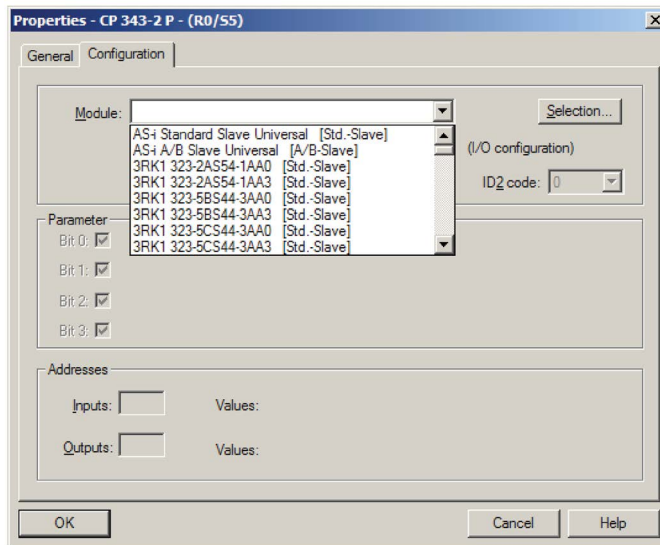 Properties - CP 343-2 P - (R0/S5)
General Configuration
Module: Selection...
AS-i Standard Slave Universal [Std.-Slave]
AS-i A/B Slave Universal [A/B-Slave]
3RK1 323-2AS54-1AA0 [Std.-Slave]
3RK1 323-2AS54-1AA3 [Std.-Slave]
3RK1 323-5BS44-3AA0 [Std.-Slave]
3RK1 323-5BS44-3AA3 [Std.-Slave]
3RK1 323-5CS44-3AA0 [Std.-Slave]
3RK1 323-5CS44-3AA3 [Std.-Slave]
(I/O configuration)
ID2 code: 0
Parameter
Bit 0:
Bit 1:
Bit 2:
Bit 3:
Addresses
Inputs: Values:
Outputs: Values:
OK Cancel Help